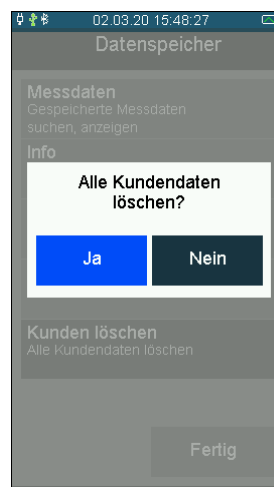 02.03.20 15:48:27
Datenspeicher
Messdaten
Gespeicherte Messdaten
suchen, anzeigen
Info
Alle Kundendaten
löschen?
Ja
Nein
Kunden löschen
Alle Kundendaten löschen
Fertig